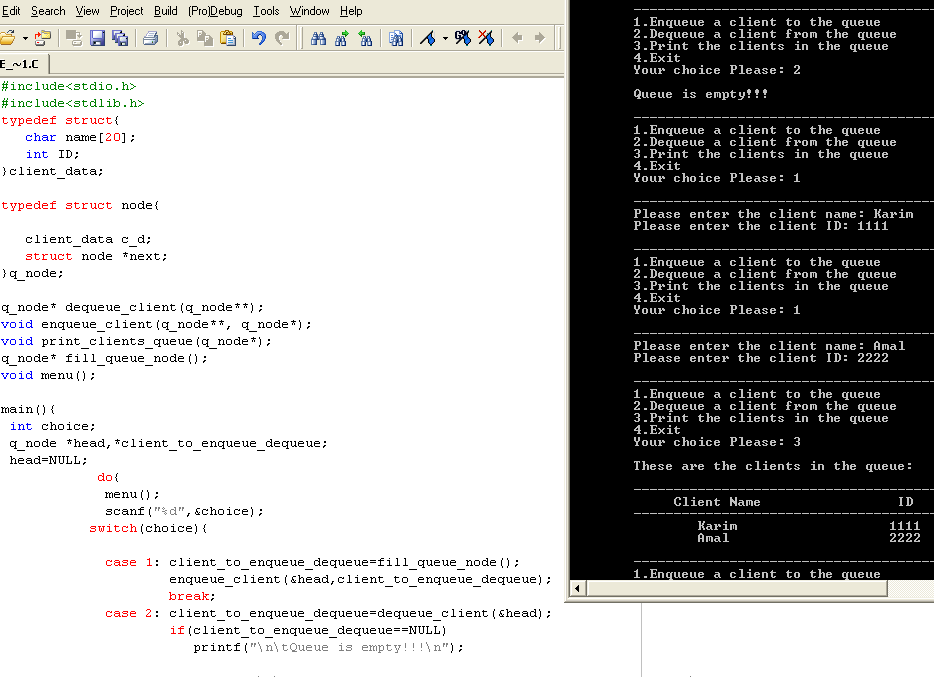 Edit Search View Project Build (Pro)Debug Tools Window Help
E_~1.C
#include<stdio.h>
#include<stdlib.h>
typedef struct{
char name[20];
int ID;
}client_data;
typedef struct node{
client_data c_d;
struct node *next;
}q_node;
q_node* dequeue_client(q_node**);
void enqueue_client(q_node**, q_node*);
void print_clients_queue(q_node*);
q_node* fill_queue_node();
void menu();
main(){
int choice;
q_node *head,*client_to_enqueue_dequeue;
head=NULL;
do{
menu();
scanf("%d",&choice);
switch(choice){
case 1: client_to_enqueue_dequeue=fill_queue_node();
enqueue_client(&head,client_to_enqueue_dequeue);
break;
case 2: client_to_enqueue_dequeue=dequeue_client(&head);
if(client_to_enqueue_dequeue==NULL)
printf("\n\tQueue is empty!!!\n");
1.Enqueue a client to the queue
2.Dequeue a client from the queue
3.Print the clients in the queue
4.Exit
Your choice Please: 2
Queue is empty!!!
1.Enqueue a client to the queue
2.Dequeue a client from the queue
3.Print the clients in the queue
4.Exit
Your choice Please: 1
Please enter the client name: Karim
Please enter the client ID: 1111
1.Enqueue a client to the queue
2.Dequeue a client from the queue
3.Print the clients in the queue
4.Exit
Your choice Please: 1
Please enter the client name: Amal
Please enter the client ID: 2222
1.Enqueue a client to the queue
2.Dequeue a client from the queue
3.Print the clients in the queue
4.Exit
Your choice Please: 3
These are the clients in the queue:
Client Name ID
Karim 1111
Amal 2222
1.Enqueue a client to the queue